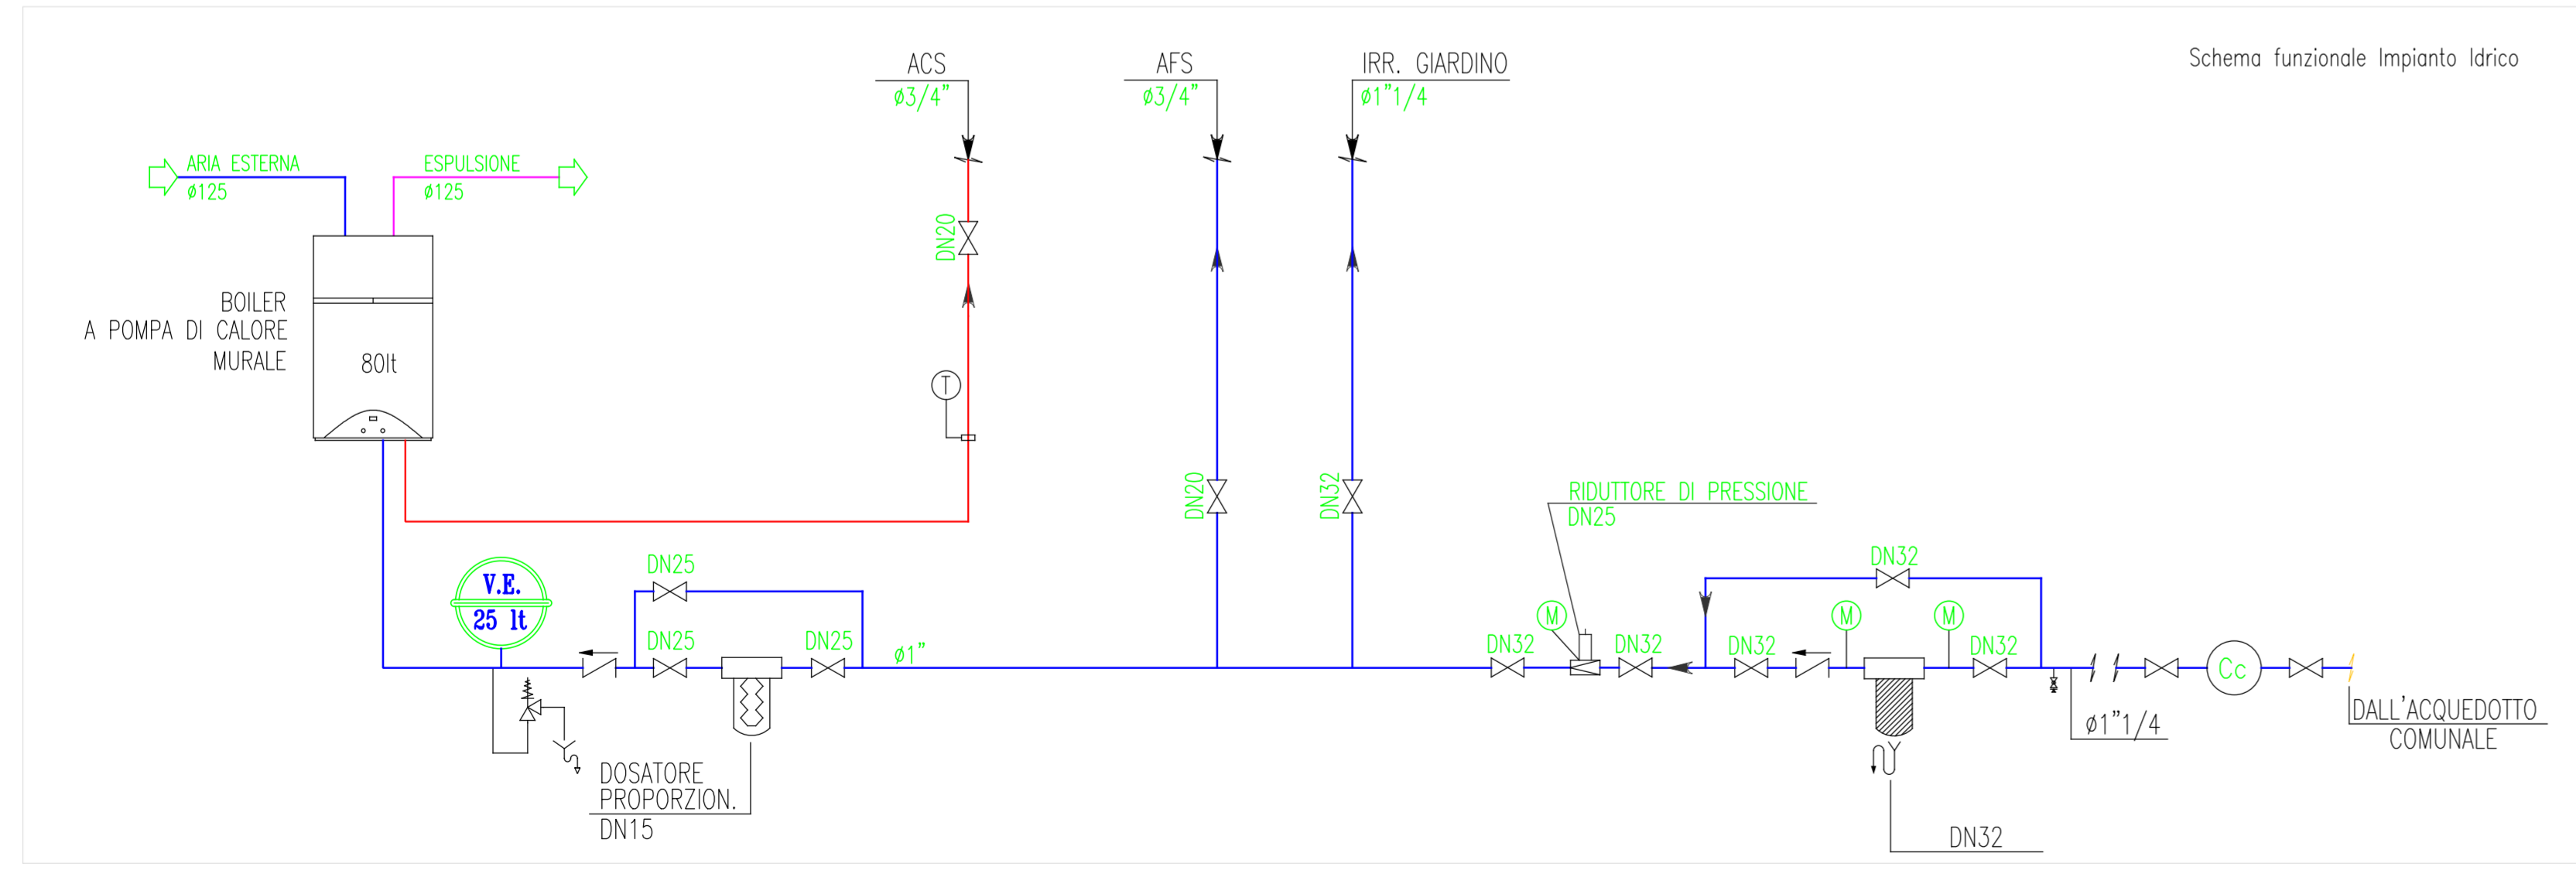 Schema funzionale Impianto Idrico
ACS
ø3/4"
AFS
ø3/4"
IRR. GIARDINO
ø1"1/4
ARIA ESTERNA
ø125
ESPULSIONE
ø125
DN20
BOILER
A POMPA DI CALORE
MURALE
80lt
T
DN20
DN32
RIDUTTORE DI PRESSIONE
DN25
V.E.
25 lt
DN25
DN25
DN25
ø1"
M
DN32
DN32
DN32
DN32
M
M
DN32
Cc
ø1"1/4
DALL'ACQUEDOTTO
COMUNALE
DOSATORE
PROPORZION.
DN15
DN32